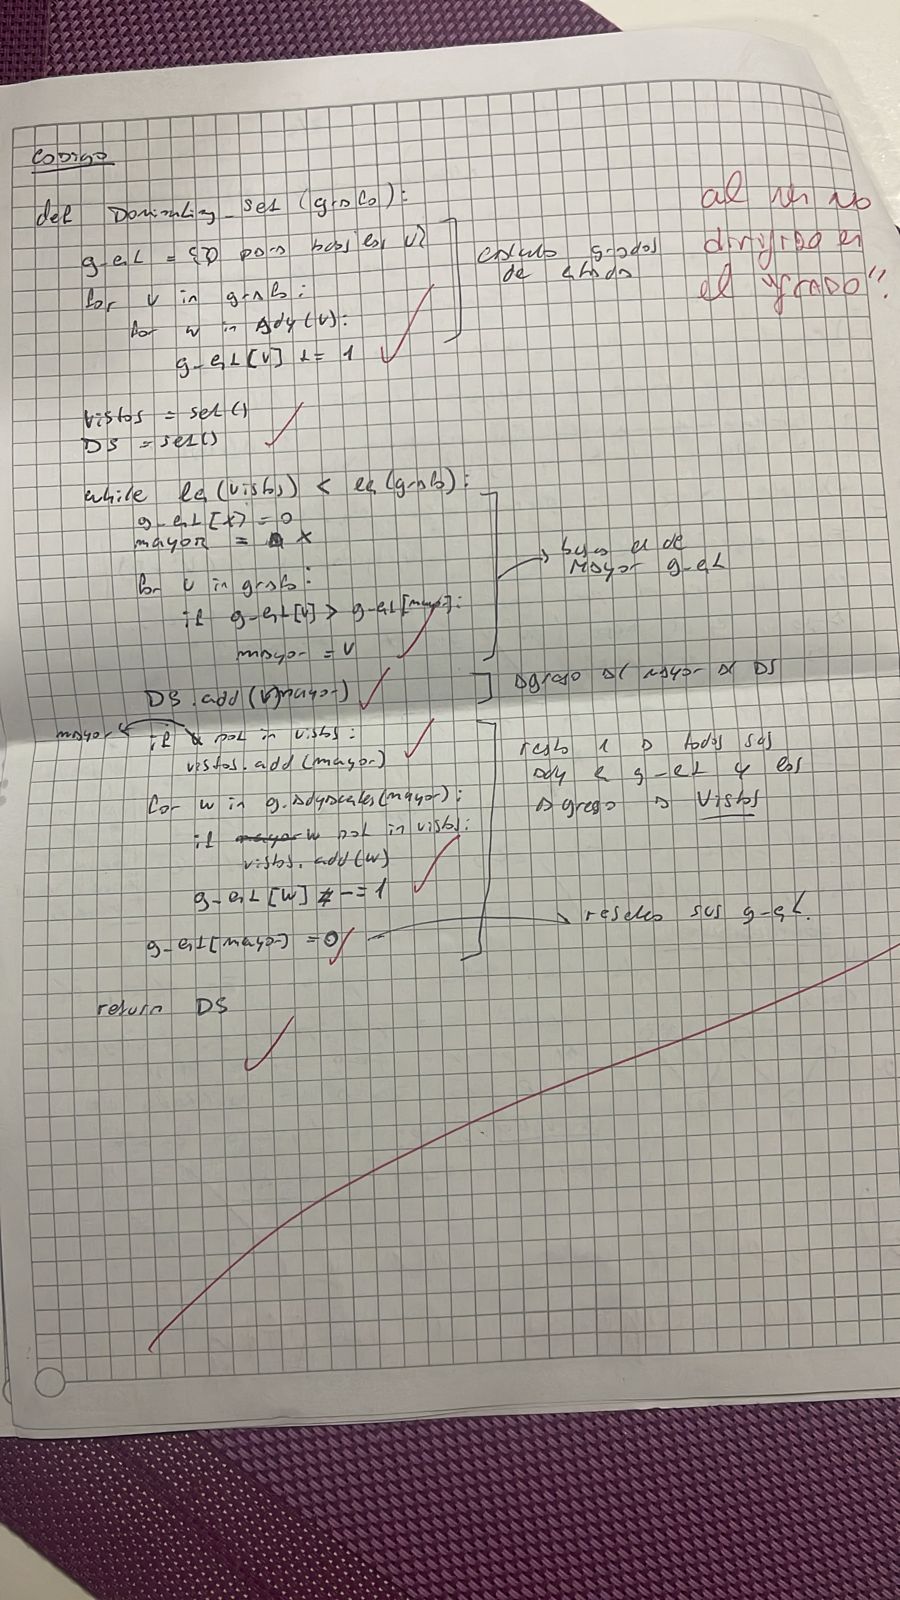 CODIGO
def Dominating_set (grafo):
g_ent = {} para todos los v
for v in grafo:
for w in Ady(v):
g_ent[v] += 1
calculo grados
de entrada
al ser no
dirigido es
el "GRADO".
vistos = set()
DS = set()
while len(vistos) < len(grafo):
g_ent[x] = 0
mayor = x
for v in grafo:
if g_ent[v] > g_ent[mayor]:
mayor = v
busco el de
mayor g_ent
DS.add(mayor)
Agrego al mayor al DS
mayor
if not in vistos:
vistos.add(mayor)
for w in g.adyacentes(mayor):
if w not in vistos:
vistos.add(w)
g_ent[w] -= 1
g_ent[mayor] = 0
resto 1 a todos sus
ady en g_ent y los
Agrego a vistos
reseteo sus g_ent.
return DS